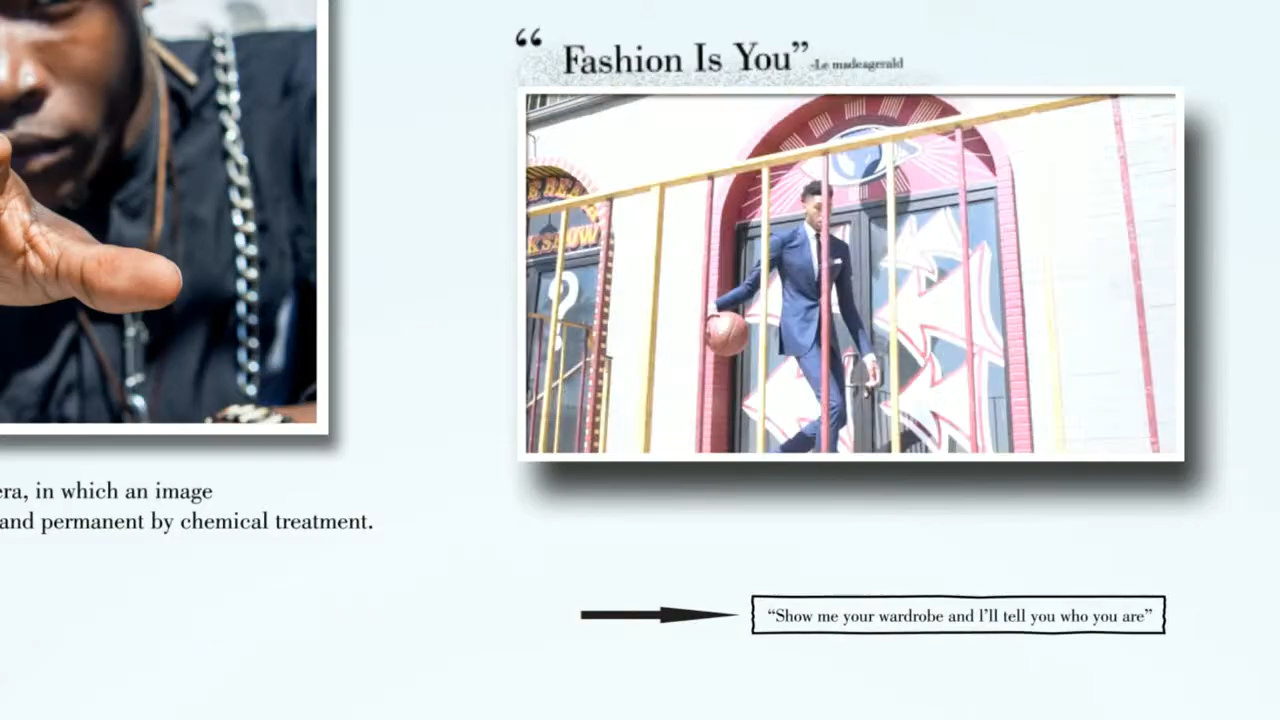 “ Fashion Is You” -Le madeagerald
era, in which an image
and permanent by chemical treatment.
“Show me your wardrobe and I’ll tell you who you are”